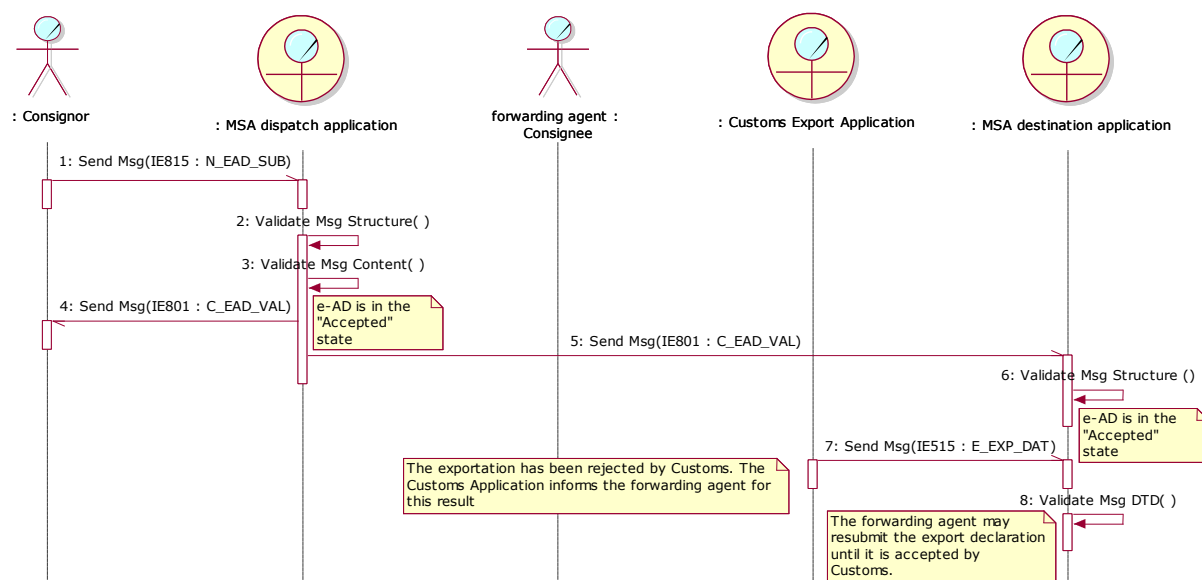 : Consignor
: MSA dispatch application
forwarding agent :
Consignee
: Customs Export Application
: MSA destination application
1: Send Msg(IE815 : N_EAD_SUB)
2: Validate Msg Structure( )
3: Validate Msg Content( )
4: Send Msg(IE801 : C_EAD_VAL)
e-AD is in the
"Accepted"
state
5: Send Msg(IE801 : C_EAD_VAL)
6: Validate Msg Structure ()
e-AD is in the
"Accepted"
state
7: Send Msg(IE515 : E_EXP_DAT)
The exportation has been rejected by Customs. The
Customs Application informs the forwarding agent for
this result
8: Validate Msg DTD( )
The forwarding agent may
resubmit the export declaration
until it is accepted by
Customs.